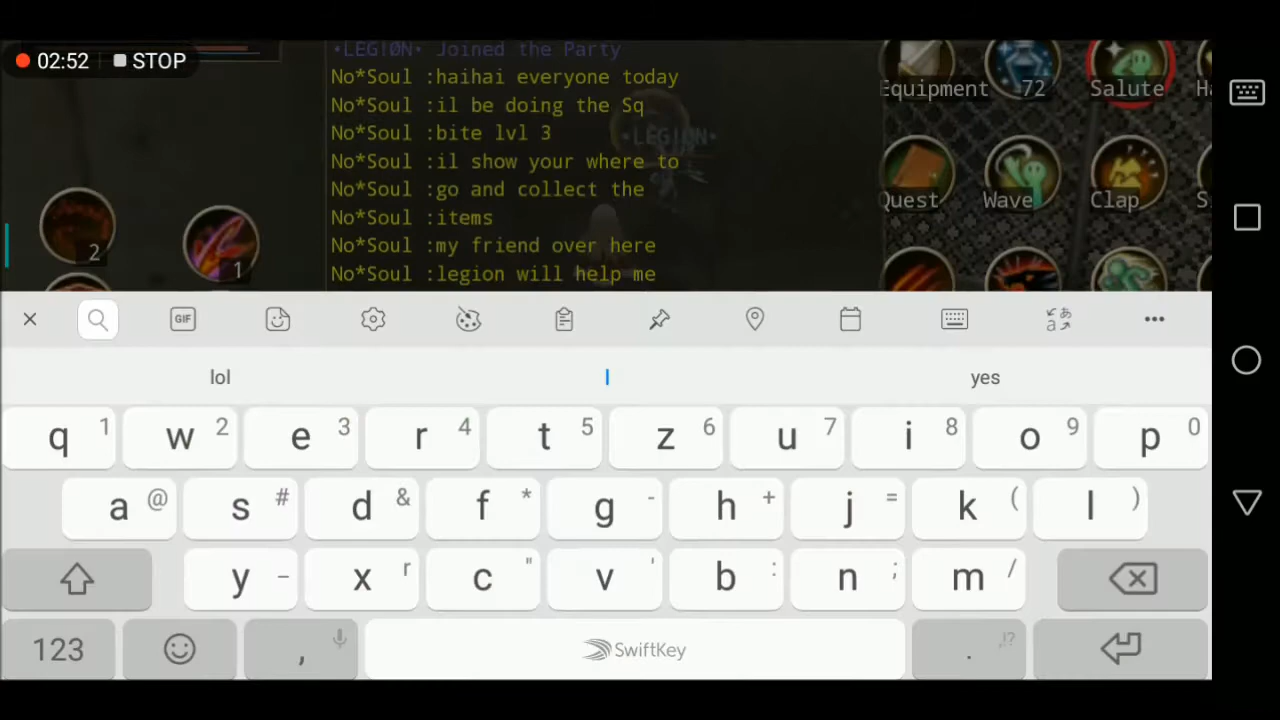 •LEG!ØN• Joined the Party
02:52 STOP
No*Soul :haihai everyone today
No*Soul :il be doing the Sq
No*Soul :bite lvl 3
No*Soul :il show your where to
No*Soul :go and collect the
No*Soul :items
No*Soul :my friend over here
No*Soul :legion will help me
•LEG!ØN•
Equipment 72 Salute
Quest Wave Clap
2 1
GIF
lol I yes
q 1 w 2 e 3 r 4 t 5 z 6 u 7 i 8 o 9 p 0
a @ s # d & f * g - h + j = k ( l )
y – x r c " v ' b : n ; m /
123 , SwiftKey . ,!?